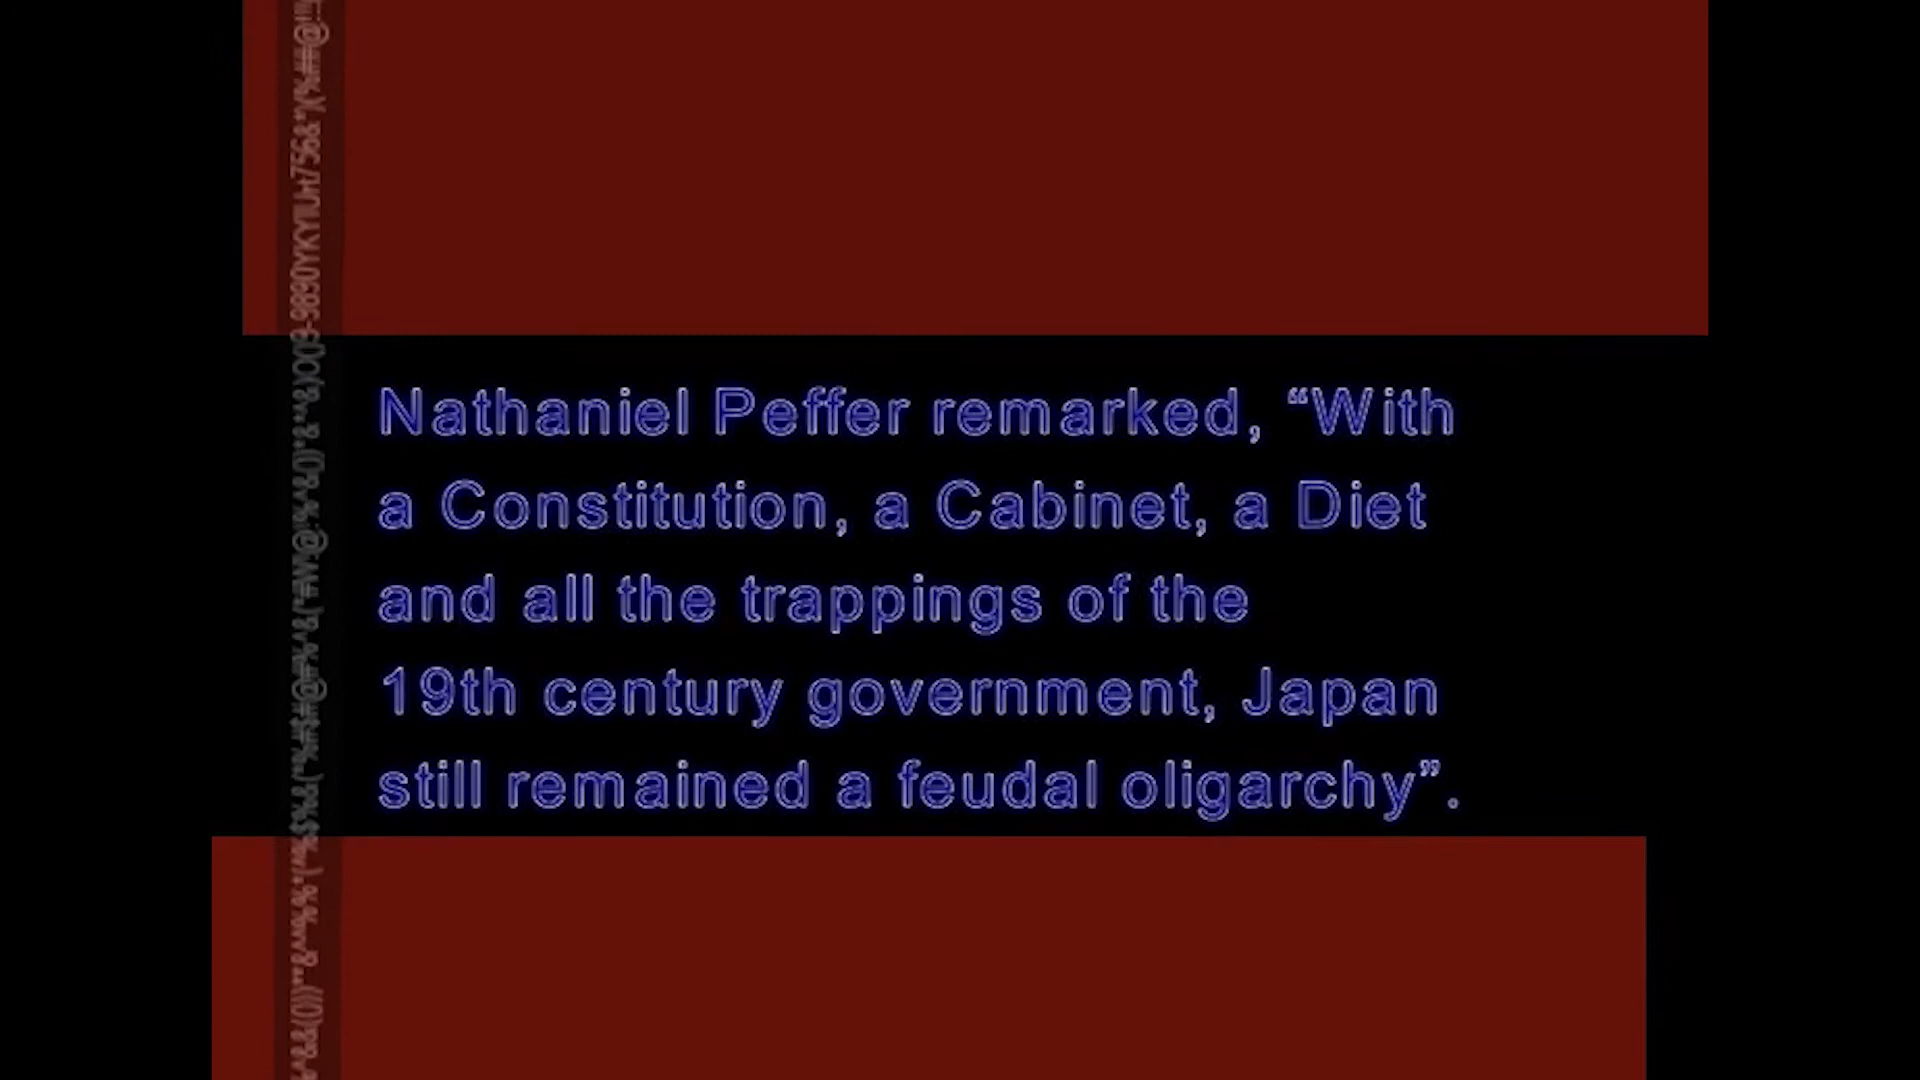 Nathaniel Peffer remarked, “With
a Constitution, a Cabinet, a Diet
and all the trappings of the
19th century government, Japan
still remained a feudal oligarchy”.